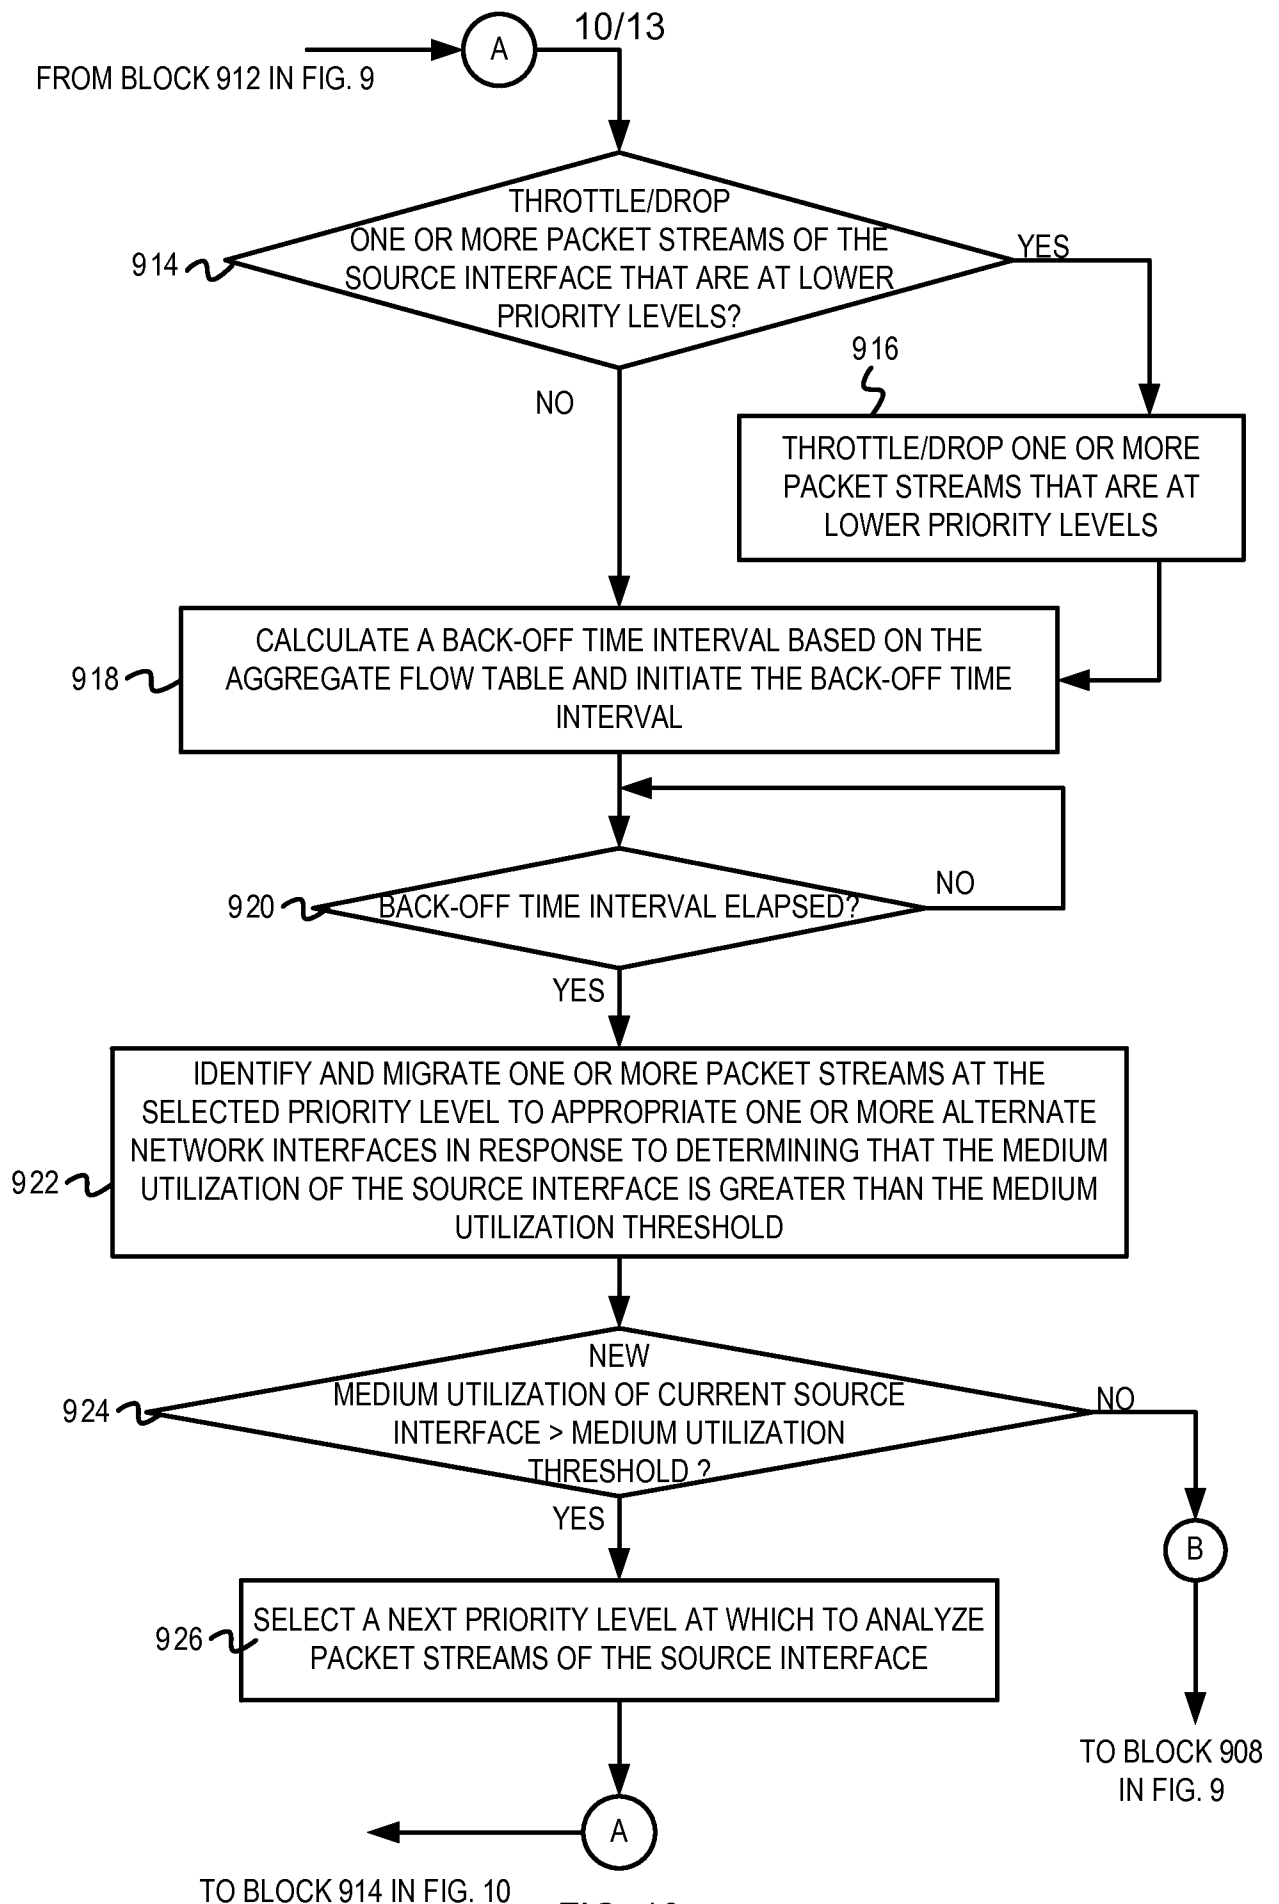 10/13
A
FROM BLOCK 912 IN FIG. 9
THROTTLE/DROP
ONE OR MORE PACKET STREAMS OF THE
SOURCE INTERFACE THAT ARE AT LOWER
PRIORITY LEVELS?
914
YES
NO
916
THROTTLE/DROP ONE OR MORE
PACKET STREAMS THAT ARE AT
LOWER PRIORITY LEVELS
918
CALCULATE A BACK-OFF TIME INTERVAL BASED ON THE
AGGREGATE FLOW TABLE AND INITIATE THE BACK-OFF TIME
INTERVAL
920
BACK-OFF TIME INTERVAL ELAPSED?
NO
YES
922
IDENTIFY AND MIGRATE ONE OR MORE PACKET STREAMS AT THE
SELECTED PRIORITY LEVEL TO APPROPRIATE ONE OR MORE ALTERNATE
NETWORK INTERFACES IN RESPONSE TO DETERMINING THAT THE MEDIUM
UTILIZATION OF THE SOURCE INTERFACE IS GREATER THAN THE MEDIUM
UTILIZATION THRESHOLD
924
NEW
MEDIUM UTILIZATION OF CURRENT SOURCE
INTERFACE > MEDIUM UTILIZATION
THRESHOLD ?
NO
YES
B
926
SELECT A NEXT PRIORITY LEVEL AT WHICH TO ANALYZE
PACKET STREAMS OF THE SOURCE INTERFACE
TO BLOCK 908
IN FIG. 9
A
TO BLOCK 914 IN FIG. 10